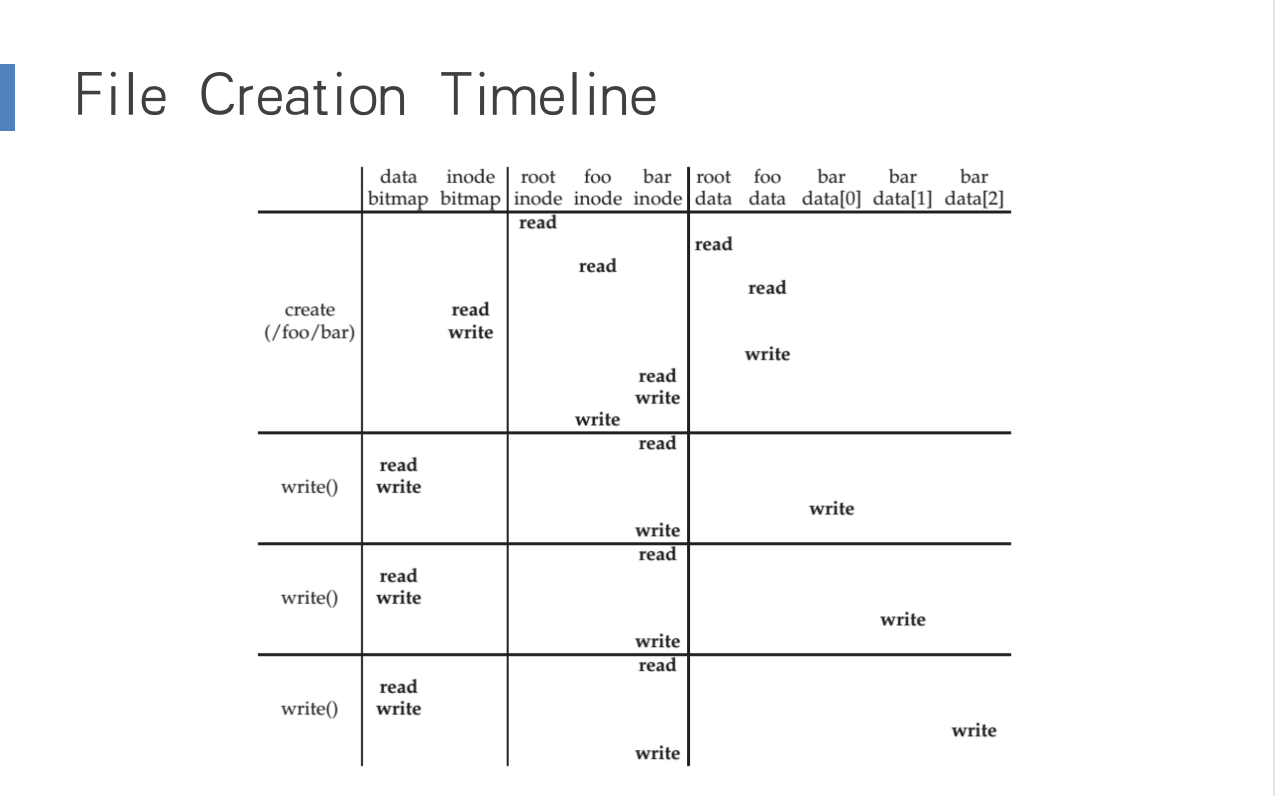 File Creation Timeline
data inode root foo bar root foo bar bar bar
bitmap bitmap inode inode inode data data data[0] data[1] data[2]
read
read
read
read
create read
(/foo/bar) write
write
read
write
write
read
read
write() write
write
write
read
read
write() write
write
write
read
read
write() write
write
write